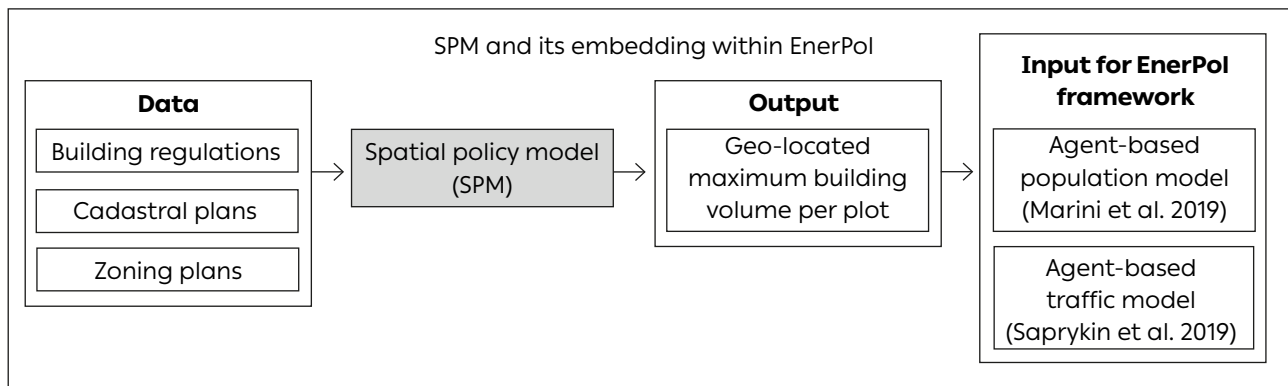 SPM and its embedding within EnerPol
Data
Building regulations
Cadastral plans
Zoning plans
Spatial policy model
(SPM)
Output
Geo-located
maximum building
volume per plot
Input for EnerPol
framework
Agent-based
population model
(Marini et al. 2019)
Agent-based
traffic model
(Saprykin et al. 2019)